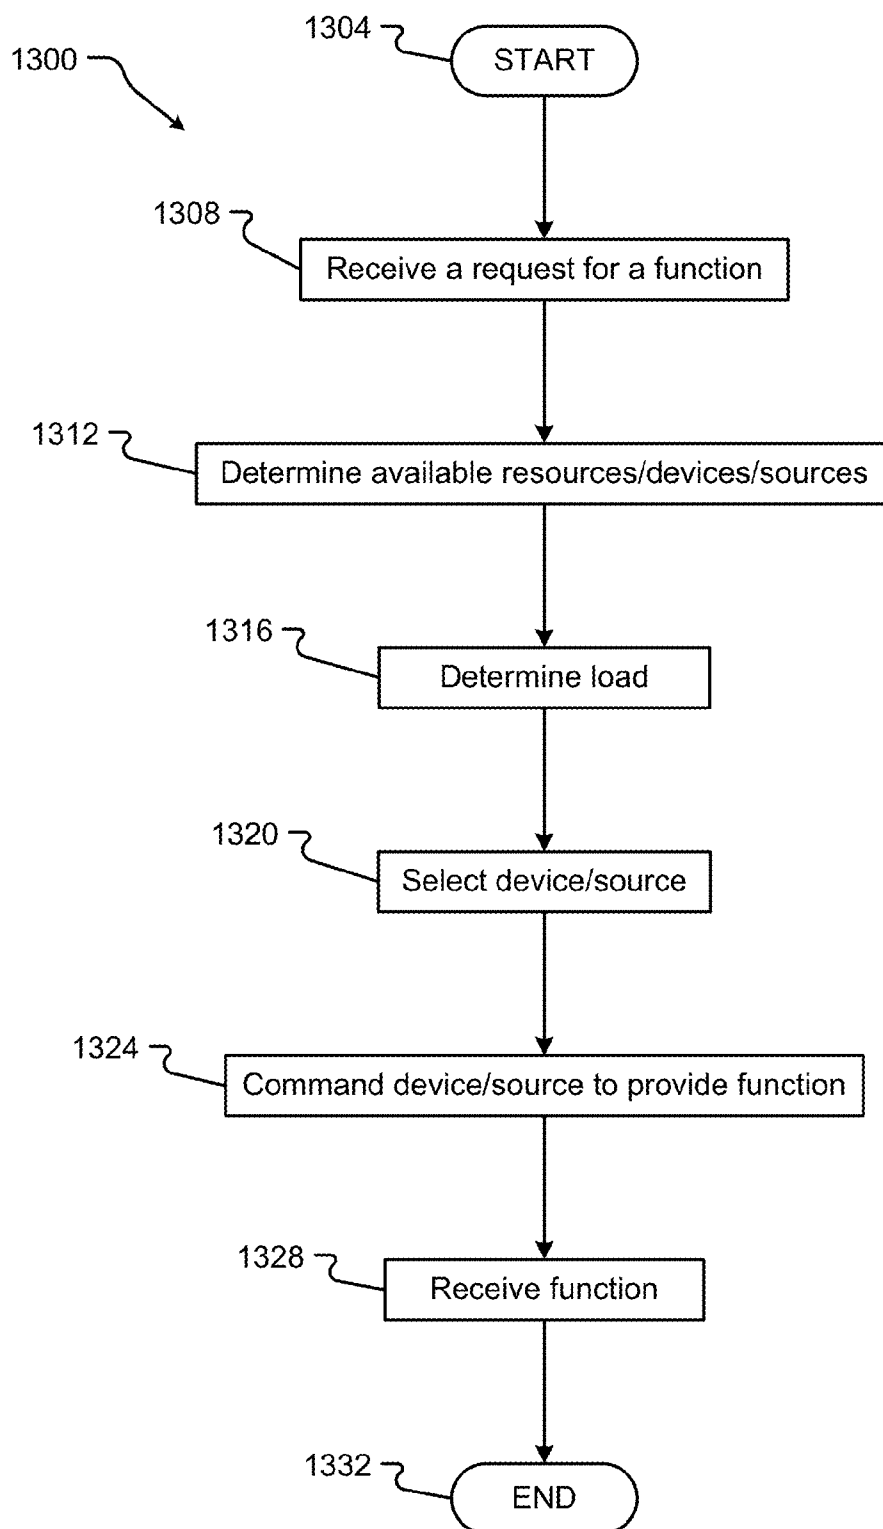 1304
START
1300
1308
Receive a request for a function
1312
Determine available resources/devices/sources
1316
Determine load
1320
Select device/source
1324
Command device/source to provide function
1328
Receive function
1332
END